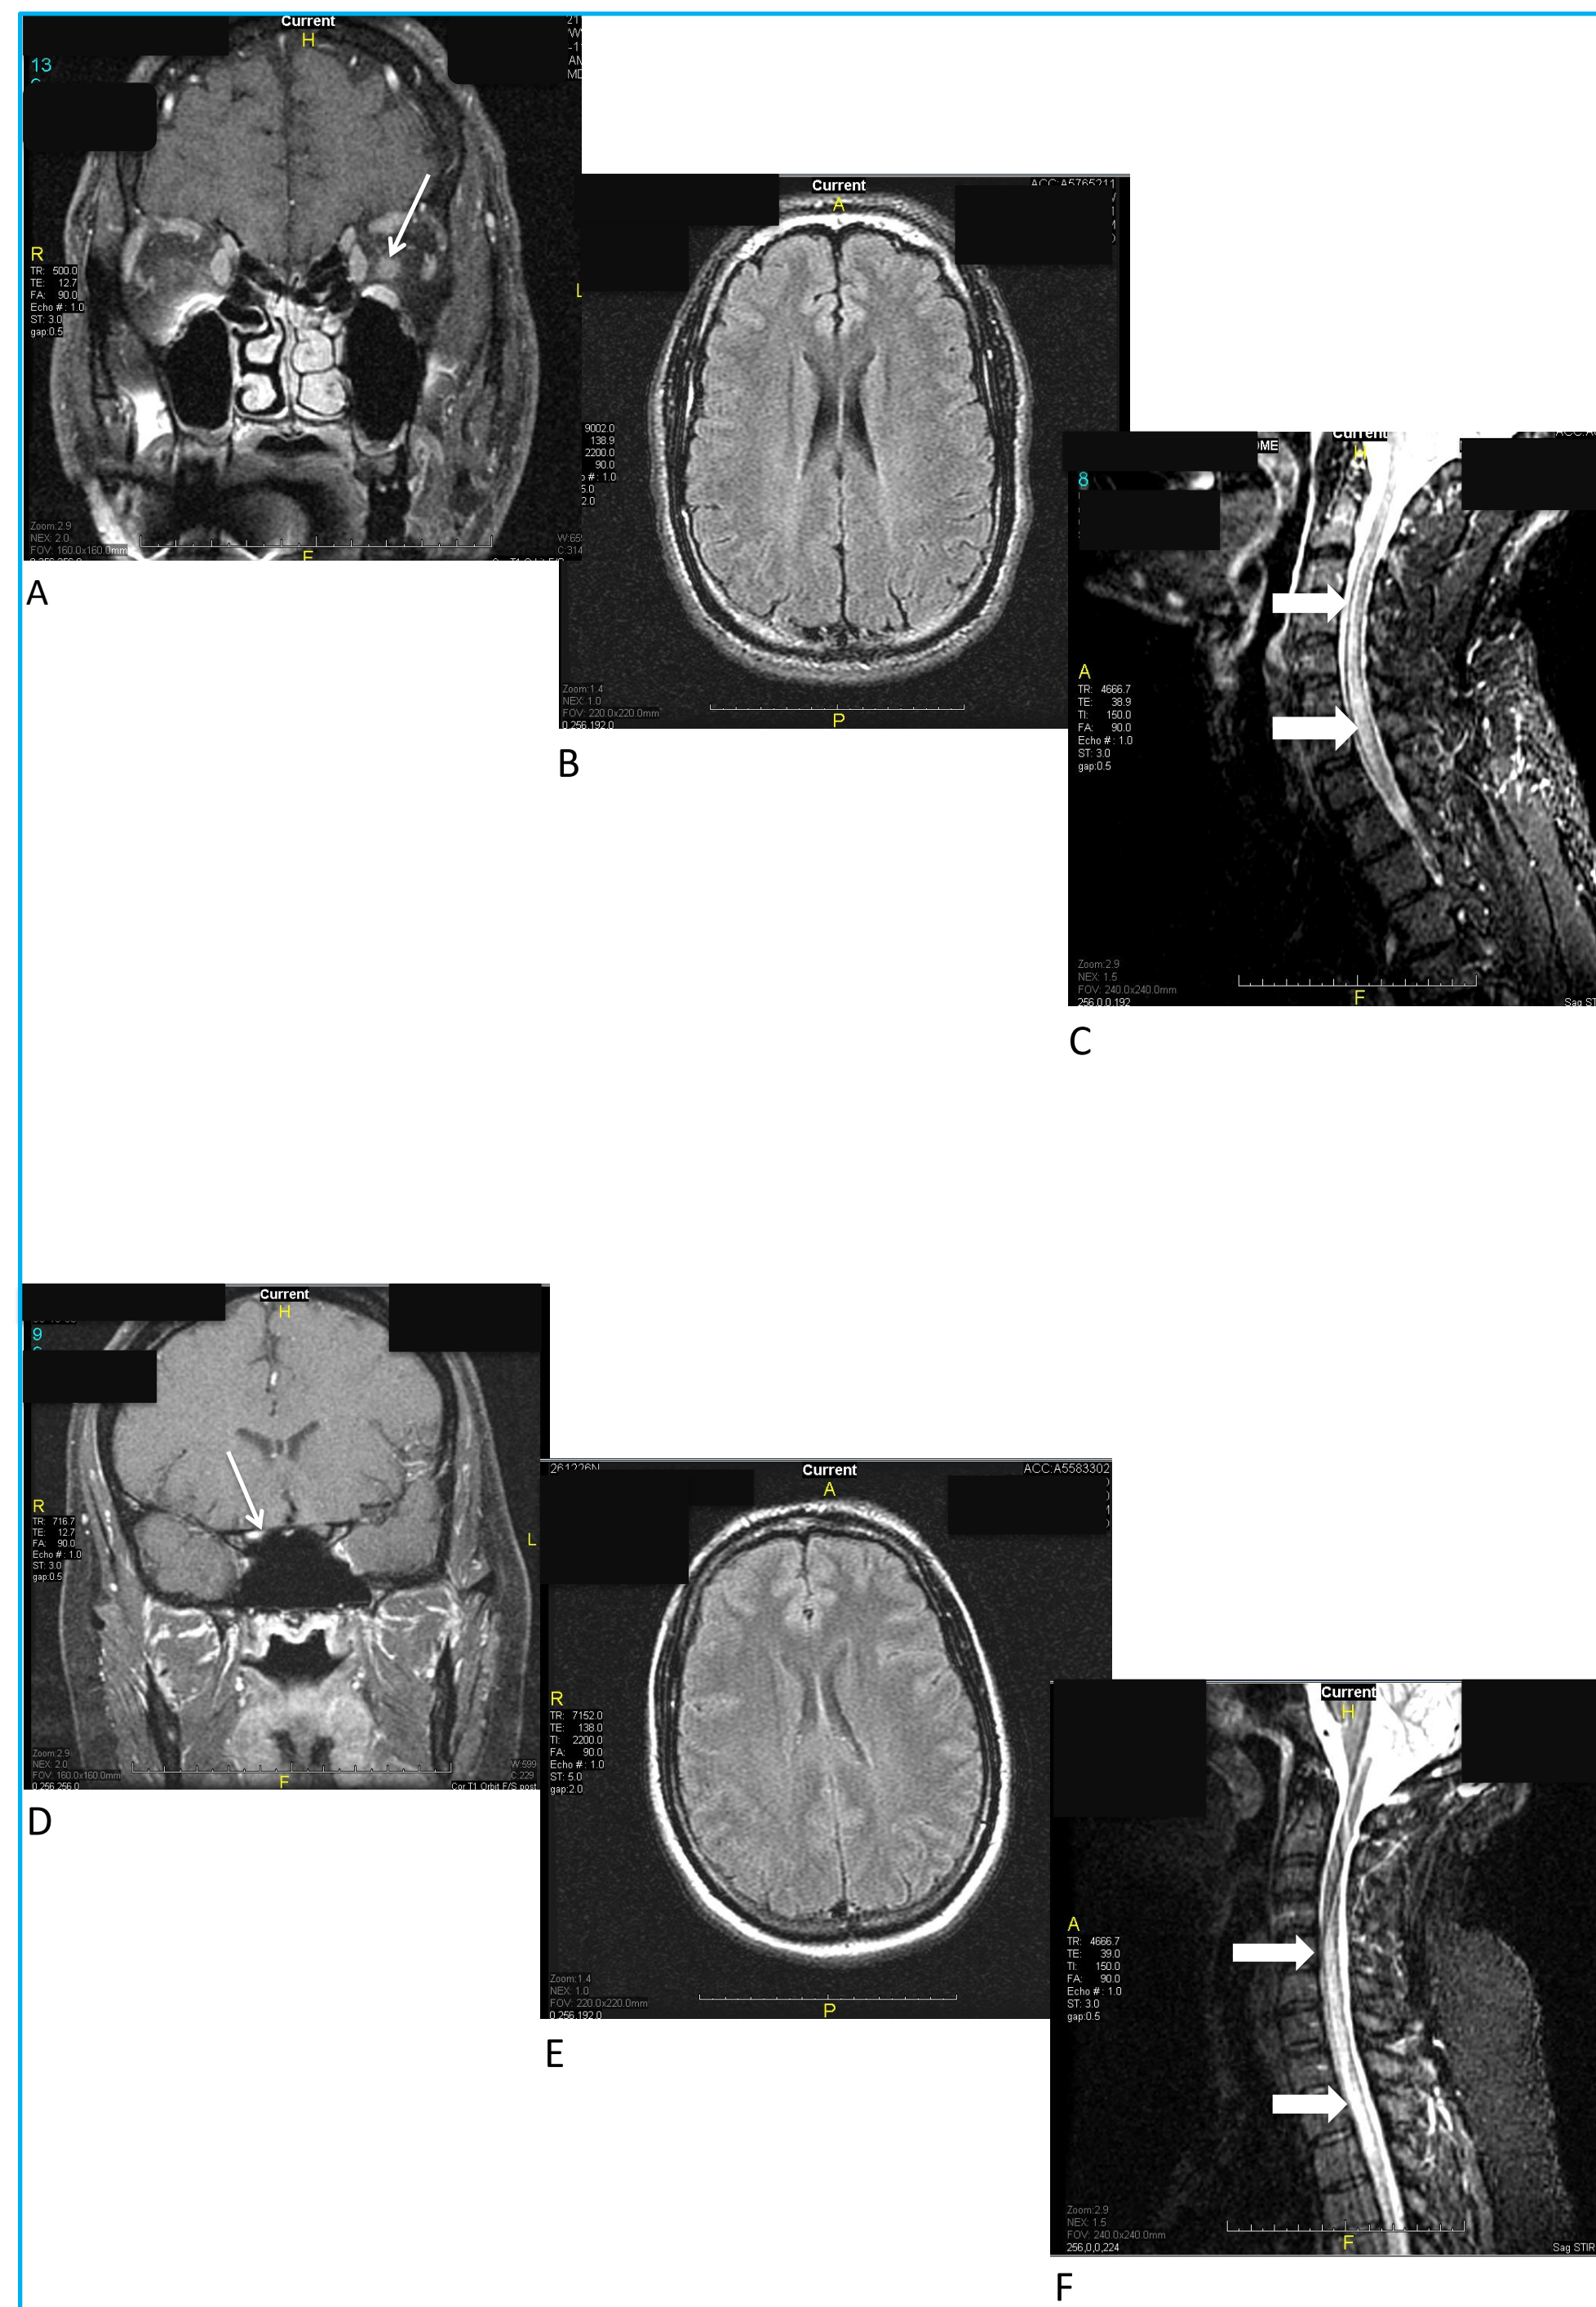 Current
H
13
R
TR: 500.0
TE: 12.7
FA: 90.0
Echo #: 1.0
ST: 3.0
gap:0.5
L
Zoom:2.9
NEX: 2.0
FOV: 160.0x160.0mm
F
A
Current
ACC:A5765211
A
9002.0
138.9
2200.0
90.0
#: 1.0
5.0
2.0
Zoom:1.4
NEX: 1.0
FOV: 220.0x220.0mm
0,256,192,0
P
B
Current
OME
H
8
A
TR: 4666.7
TE: 38.9
TI: 150.0
FA: 90.0
Echo #: 1.0
ST: 3.0
gap:0.5
Zoom:2.9
NEX: 1.5
FOV: 240.0x240.0mm
256,0,0,192
Sag ST
F
C
Current
H
9
R
TR: 716.7
TE: 12.7
FA: 90.0
Echo #: 1.0
ST: 3.0
gap:0.5
L
Zoom:2.9
NEX: 2.0
FOV: 160.0x160.0mm
0,256,256,0
W:599
C:229
Cor T1 Orbit F/S post
F
D
261226N
Current
ACC:A5583302
A
R
TR: 7152.0
TE: 138.0
TI: 2200.0
FA: 90.0
Echo #: 1.0
ST: 5.0
gap:2.0
Zoom:1.4
NEX: 1.0
FOV: 220.0x220.0mm
0,256,192,0
P
E
Current
H
A
TR: 4666.7
TE: 39.0
TI: 150.0
FA: 90.0
Echo #: 1.0
ST: 3.0
gap:0.5
Zoom:2.9
NEX: 1.5
FOV: 240.0x240.0mm
256,0,0,224
Sag STIR
F
F